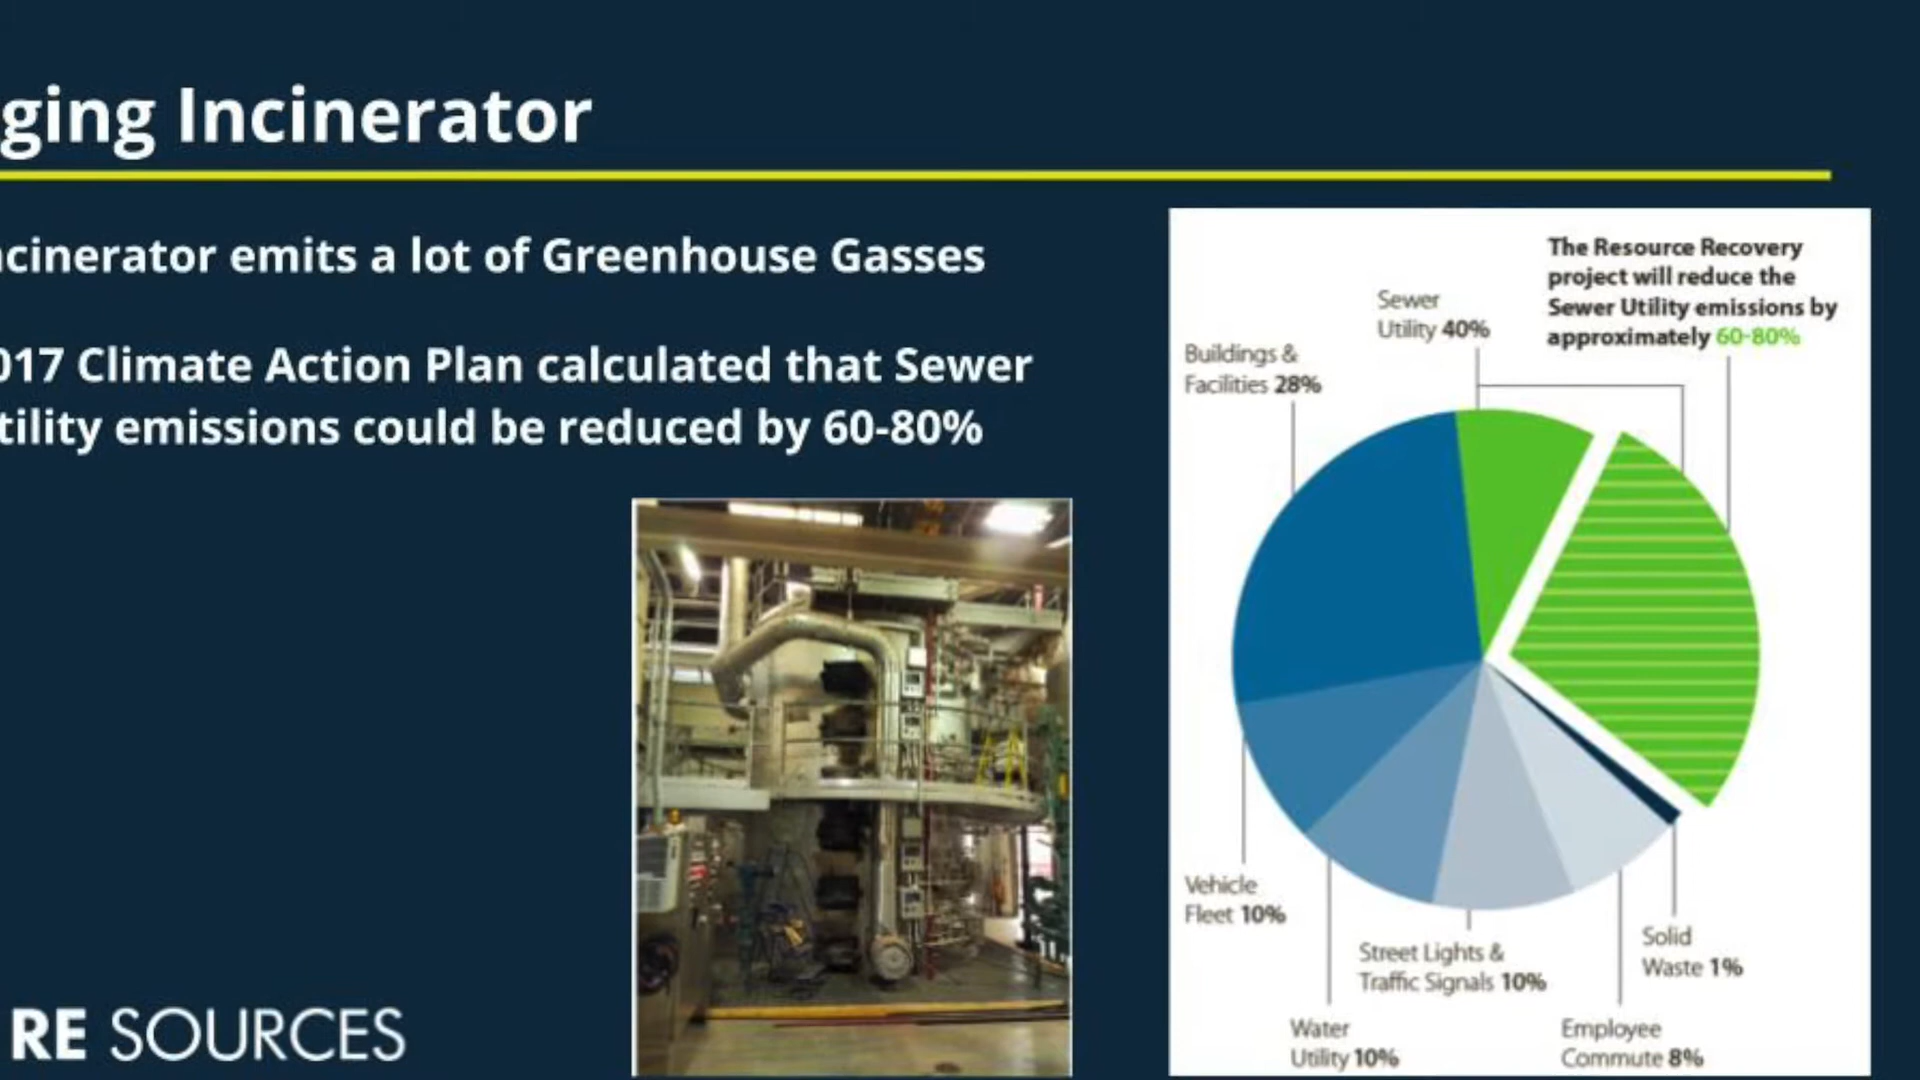 ging Incinerator
ncinerator emits a lot of Greenhouse Gasses
017 Climate Action Plan calculated that Sewer
tility emissions could be reduced by 60-80%
The Resource Recovery
project will reduce the
Sewer Utility emissions by
approximately 60-80%
Sewer
Utility 40%
Buildings &
Facilities 28%
Vehicle
Fleet 10%
Street Lights &
Traffic Signals 10%
Solid
Waste 1%
Water
Utility 10%
Employee
Commute 8%
RE SOURCES